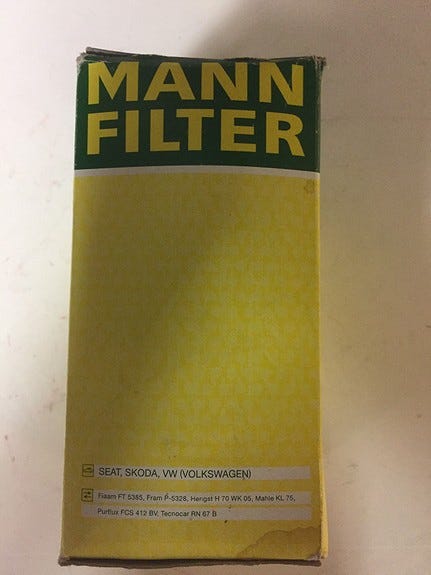 MANN
FILTER
SEAT, SKODA, VW (VOLKSWAGEN)
Fiaam FT 5385, Fram P-5328, Hengst H 70 WK 05, Mahle KL 75,
Purflux FCS 412 BV, Tecnocar RN 67 B